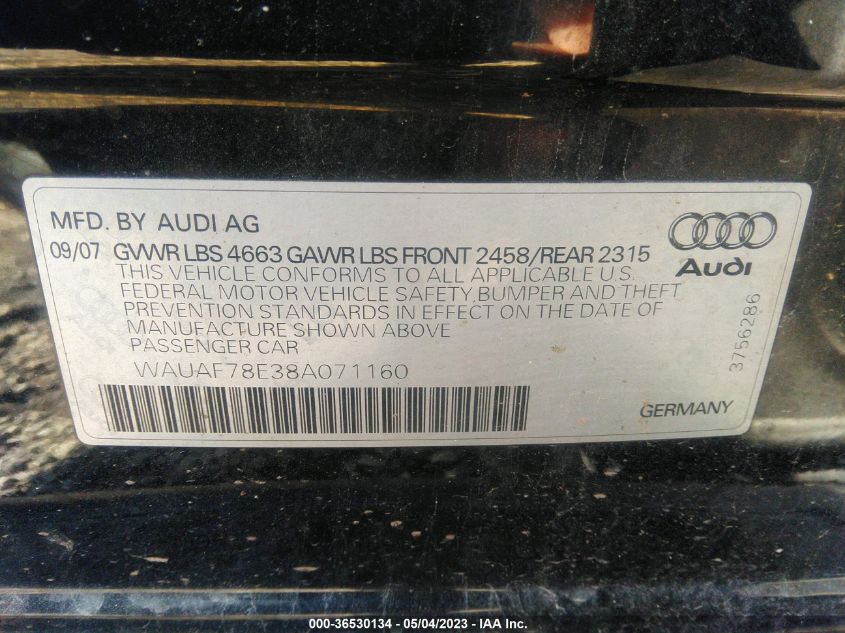 MFD. BY AUDI AG
09/07 GVWR LBS 4663 GAWR LBS FRONT 2458/REAR 2315
THIS VEHICLE CONFORMS TO ALL APPLICABLE U.S.
FEDERAL MOTOR VEHICLE SAFETY, BUMPER AND THEFT
PREVENTION STANDARDS IN EFFECT ON THE DATE OF
MANUFACTURE SHOWN ABOVE
PASSENGER CAR
WAUAF78E38A071160
Audi
3756286
GERMANY
000-36530134 - 05/04/2023 - IAA Inc.